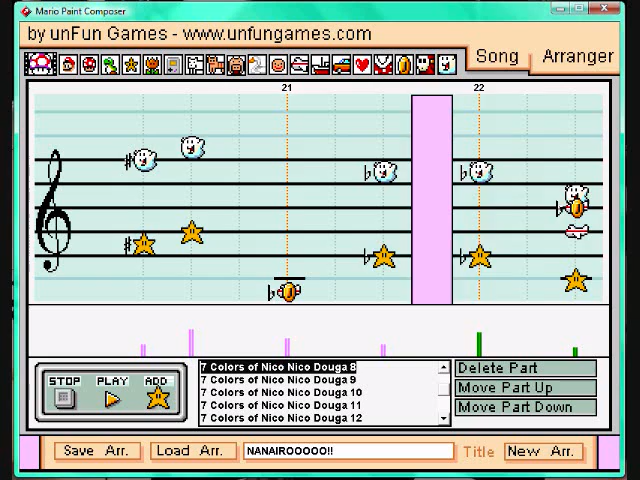 Mario Paint Composer
by unFun Games - www.unfungames.com
Song
Arranger
21
22
STOP
PLAY
ADD
7 Colors of Nico Nico Douga 8
7 Colors of Nico Nico Douga 9
7 Colors of Nico Nico Douga 10
7 Colors of Nico Nico Douga 11
7 Colors of Nico Nico Douga 12
Delete Part
Move Part Up
Move Part Down
Save Arr.
Load Arr.
NANAIROOOOO!!
Title
New Arr.